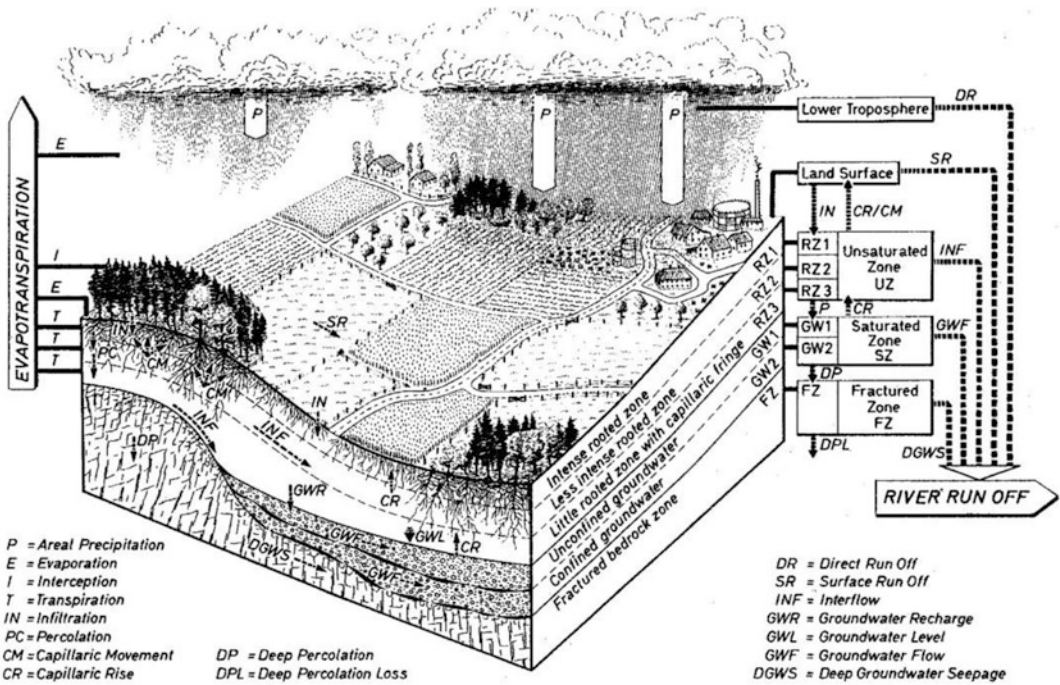 P
P
P
Lower Troposphere
DR
SR
E
Land Surface
IN
CR/CM
EVAPOTRANSPIRATION
RZ1
RZ2
RZ3
Unsaturated
Zone
UZ
INF
I
E
T
T
T
P
CR
GW1
GW2
Saturated
Zone
SZ
GWF
DP
FZ
Fractured
Zone
FZ
DPL
DGWS
RIVER RUN OFF
RZ1
RZ2
RZ3
GW1
GW2
FZ
Intense rooted zone
Less intense rooted zone
Little rooted zone with capillaric fringe
Unconfined groundwater
Confined groundwater
Fractured bedrock zone
SR
IN
PC
CM
CM
IN
INF
INF
DP
GWR
CR
GWF
GWL
CR
DGWS
GWF
P = Areal Precipitation
E = Evaporation
I = Interception
T = Transpiration
IN = Infiltration
PC = Percolation
CM = Capillaric Movement
CR = Capillaric Rise
DP = Deep Percolation
DPL = Deep Percolation Loss
DR = Direct Run Off
SR = Surface Run Off
INF = Interflow
GWR = Groundwater Recharge
GWL = Groundwater Level
GWF = Groundwater Flow
DGWS = Deep Groundwater Seepage